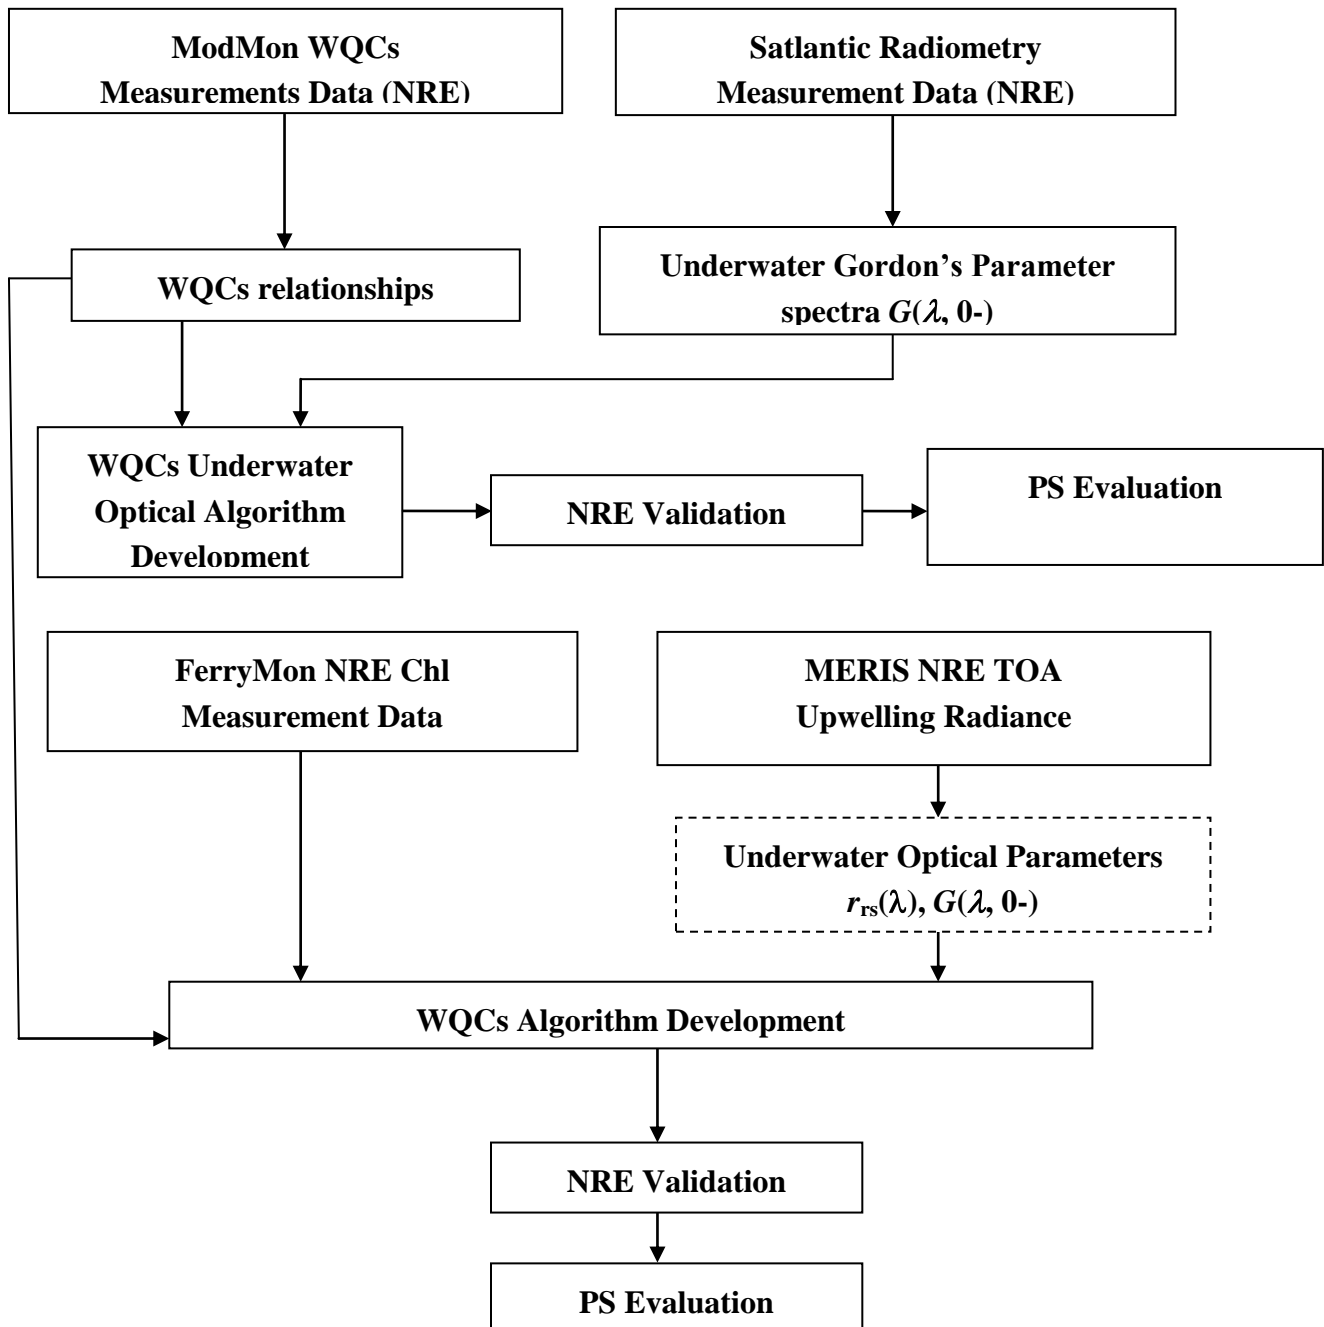 ModMon WQCs
Measurements Data (NRE)
Satlantic Radiometry
Measurement Data (NRE)
WQCs relationships
Underwater Gordon's Parameter
spectra G(λ, 0-)
WQCs Underwater
Optical Algorithm
Development
NRE Validation
PS Evaluation
FerryMon NRE Chl
Measurement Data
MERIS NRE TOA
Upwelling Radiance
Underwater Optical Parameters
rrs(λ), G(λ, 0-)
WQCs Algorithm Development
NRE Validation
PS Evaluation